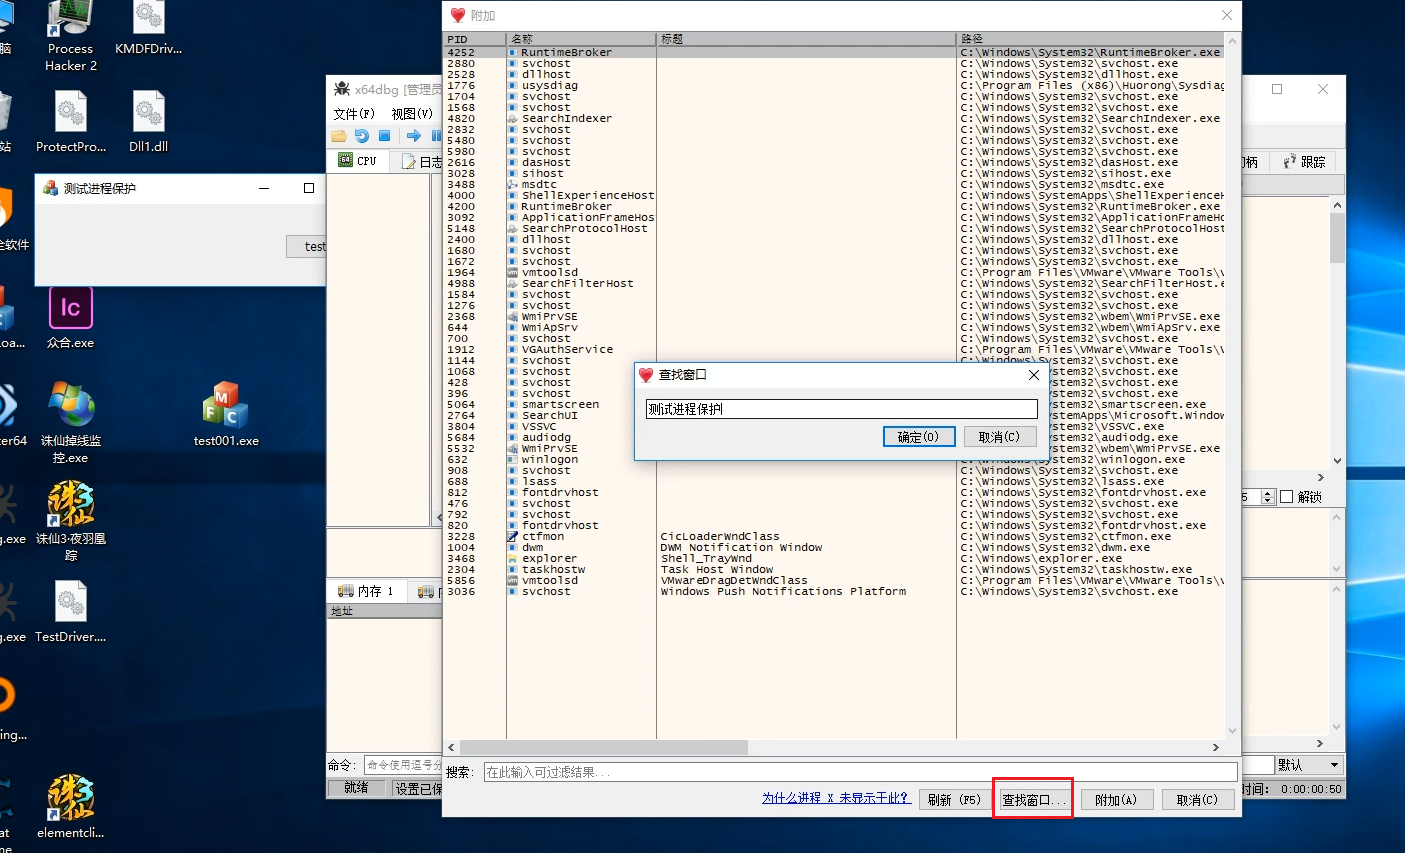 脑
Process
Hacker 2
KMDFDriv...
站
ProtectPro...
Dll1.dll
全软件
oa...
众合.exe
ter64
诛仙掉线监
控.exe
test001.exe
g.exe
诛仙3·夜羽凰
踪
g.exe
TestDriver....
ing...
at
ne
elementcli...
测试进程保护
test
x64dbg [管理员
文件(F) 视图(V)
CPU
日志
句柄
跟踪
5
解锁
内存 1
地址
命令:
命令使用逗号分
默认
就绪
设置已保
时间: 0:00:00:50
附加
PID 名称 标题 路径
4252 RuntimeBroker C:\Windows\System32\RuntimeBroker.exe
2880 svchost C:\Windows\System32\svchost.exe
2528 dllhost C:\Windows\System32\dllhost.exe
1776 usysdiag C:\Program Files (x86)\Huorong\Sysdiag
1704 svchost C:\Windows\System32\svchost.exe
1568 svchost C:\Windows\System32\svchost.exe
4820 SearchIndexer C:\Windows\System32\SearchIndexer.exe
2832 svchost C:\Windows\System32\svchost.exe
5480 svchost C:\Windows\System32\svchost.exe
5980 svchost C:\Windows\System32\svchost.exe
2616 dasHost C:\Windows\System32\dasHost.exe
3028 sihost C:\Windows\System32\sihost.exe
3488 msdtc C:\Windows\System32\msdtc.exe
4000 ShellExperienceHost C:\Windows\SystemApps\ShellExperienceH
4200 RuntimeBroker C:\Windows\System32\RuntimeBroker.exe
3092 ApplicationFrameHos C:\Windows\System32\ApplicationFrameHo
5148 SearchProtocolHost C:\Windows\System32\SearchProtocolHost
2400 dllhost C:\Windows\System32\dllhost.exe
1680 svchost C:\Windows\System32\svchost.exe
1672 svchost C:\Windows\System32\svchost.exe
1964 vmtoolsd C:\Program Files\VMware\VMware Tools\v
4988 SearchFilterHost C:\Windows\System32\SearchFilterHost.e
1584 svchost C:\Windows\System32\svchost.exe
1276 svchost C:\Windows\System32\svchost.exe
2368 WmiPrvSE C:\Windows\System32\wbem\WmiPrvSE.exe
644 WmiApSrv C:\Windows\System32\wbem\WmiApSrv.exe
700 svchost C:\Windows\System32\svchost.exe
1912 VGAuthService C:\Program Files\VMware\VMware Tools\V
1144 svchost C:\Windows\System32\svchost.exe
1068 svchost \svchost.exe
428 svchost \svchost.exe
396 svchost \svchost.exe
5064 smartscreen \smartscreen.exe
2764 SearchUI temApps\Microsoft.Window
3804 VSSVC \VSSVC.exe
5684 audiodg \audiodg.exe
5532 WmiPrvSE \wbem\WmiPrvSE.exe
632 winlogon C:\Windows\System32\winlogon.exe
908 svchost C:\Windows\System32\svchost.exe
688 lsass C:\Windows\System32\lsass.exe
812 fontdrvhost C:\Windows\System32\fontdrvhost.exe
476 svchost C:\Windows\System32\svchost.exe
792 svchost C:\Windows\System32\svchost.exe
820 fontdrvhost C:\Windows\System32\fontdrvhost.exe
3228 ctfmon CicLoaderWndClass C:\Windows\System32\ctfmon.exe
1004 dwm DWM Notification Window C:\Windows\System32\dwm.exe
3468 explorer Shell_TrayWnd C:\Windows\explorer.exe
2304 taskhostw Task Host Window C:\Windows\System32\taskhostw.exe
5856 vmtoolsd VMwareDragDetWndClass C:\Program Files\VMware\VMware Tools\v
3036 svchost Windows Push Notifications Platform C:\Windows\System32\svchost.exe
查找窗口
测试进程保护
确定(O) 取消(C)
搜索: 在此输入可过滤结果...
为什么进程 X 未显示于此? 刷新 (F5) 查找窗口... 附加(A) 取消(C)